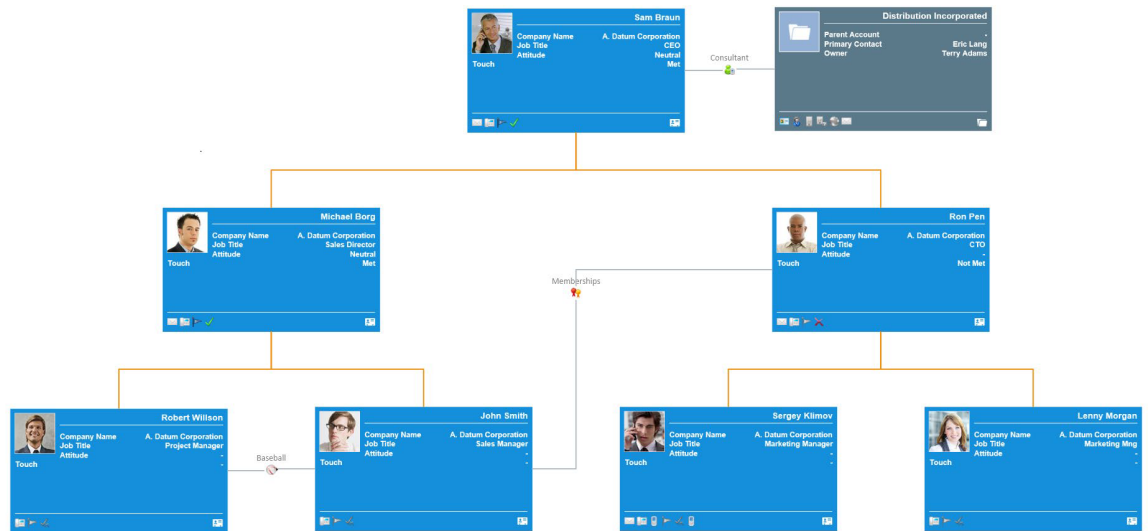 Sam Braun
Company Name A. Datum Corporation
Job Title CEO
Attitude Neutral
Touch Met
Consultant
Distribution Incorporated
Parent Account -
Primary Contact Eric Lang
Owner Terry Adams
Michael Borg
Company Name A. Datum Corporation
Job Title Sales Director
Attitude Neutral
Touch Met
Memberships
Ron Pen
Company Name A. Datum Corporation
Job Title CTO
Attitude -
Touch Not Met
Robert Willson
Company Name A. Datum Corporation
Job Title Project Manager
Attitude -
Touch -
Baseball
John Smith
Company Name A. Datum Corporation
Job Title Sales Manager
Attitude -
Touch -
Sergey Klimov
Company Name A. Datum Corporation
Job Title Marketing Manager
Attitude -
Touch -
Lenny Morgan
Company Name A. Datum Corporation
Job Title Marketing Mng
Attitude -
Touch -